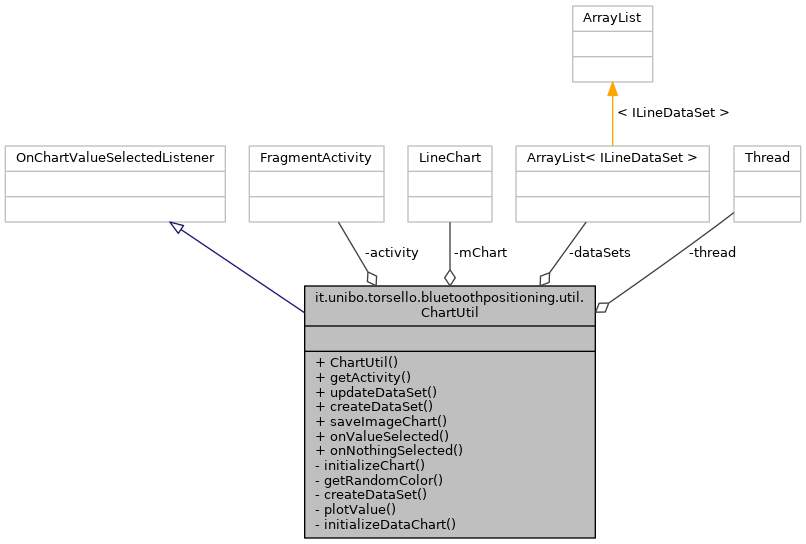 ArrayList
< ILineDataSet >
OnChartValueSelectedListener
FragmentActivity
LineChart
ArrayList< ILineDataSet >
Thread
-activity
-mChart
-dataSets
-thread
it.unibo.torsello.bluetoothpositioning.util.
ChartUtil
+ ChartUtil()
+ getActivity()
+ updateDataSet()
+ createDataSet()
+ saveImageChart()
+ onValueSelected()
+ onNothingSelected()
- initializeChart()
- getRandomColor()
- createDataSet()
- plotValue()
- initializeDataChart()